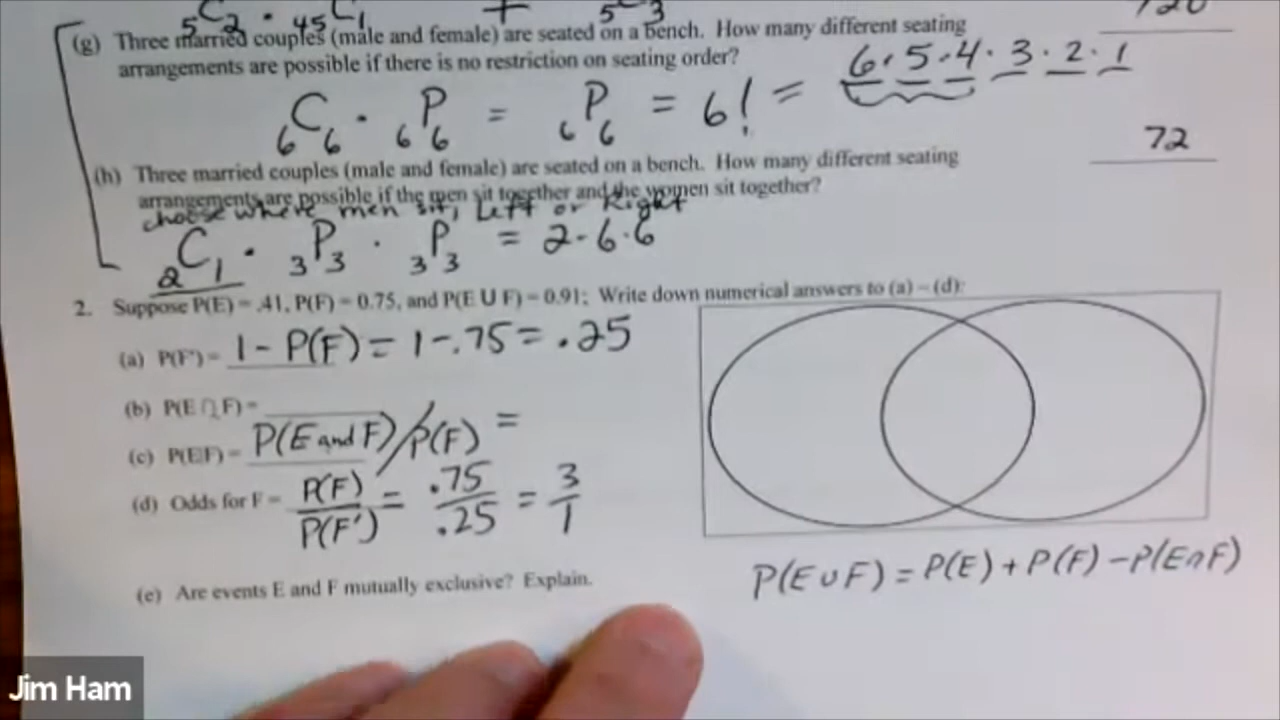 5C2 · 45C1 + 5C3
720
(g) Three married couples (male and female) are seated on a bench. How many different seating
arrangements are possible if there is no restriction on seating order?
6C6 · 6P6 = 6P6 = 6! = 6·5·4·3·2·1
(h) Three married couples (male and female) are seated on a bench. How many different seating
arrangements are possible if the men sit together and the women sit together?
72
choose where men sit, Left or Right
2C1 · 3P3 · 3P3 = 2·6·6
2. Suppose P(E) = .41, P(F) = 0.75, and P(E U F) = 0.91; Write down numerical answers to (a) – (d):
(a) P(F') = 1 - P(F) = 1 - .75 = .25
(b) P(E ∩ F) =
(c) P(E|F) = P(E and F)/P(F) =
(d) Odds for F = P(F)/P(F') = .75/.25 = 3/1
(e) Are events E and F mutually exclusive? Explain.
P(E ∪ F) = P(E) + P(F) - P(E∩F)
Jim Ham